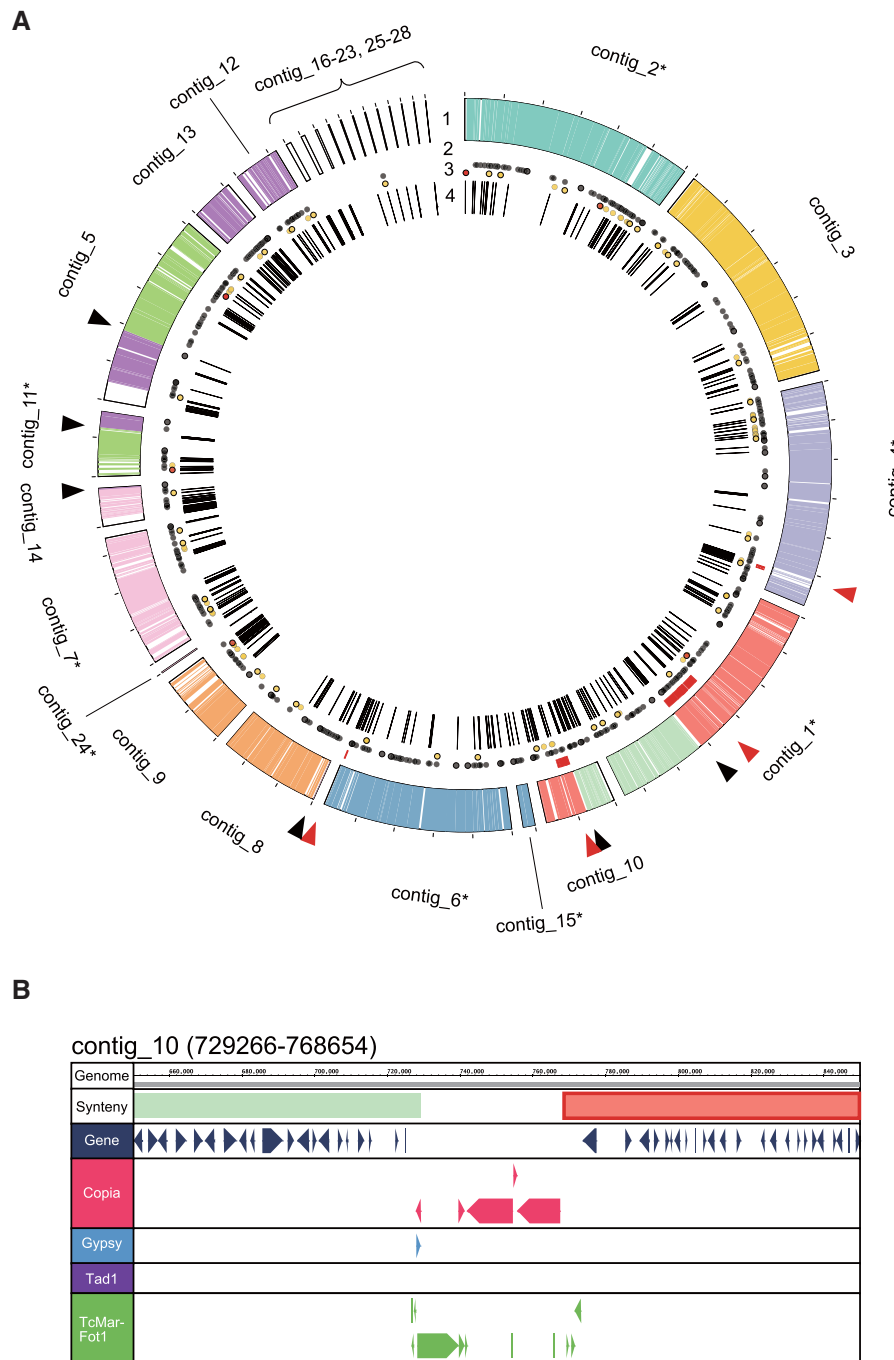 A
contig_2*
contig_16-23, 25-28
contig_12
contig_13
contig_3
contig_5
1
2
3
4
contig_11*
contig_14
contig_7*
contig_24*
contig_9
contig_1*
contig_8
contig_10
contig_6*
contig_15*
B
contig_10 (729266-768654)
Genome
660,000 680,000 700,000 720,000 740,000 760,000 780,000 800,000 820,000 840,000
Synteny
Gene
Copia
Gypsy
Tad1
TcMar-
Fot1